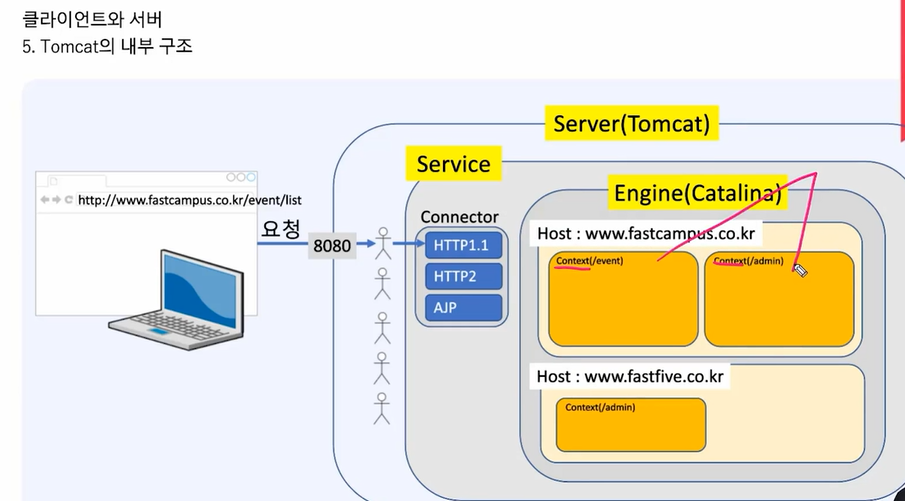 클라이언트와 서버
5. Tomcat의 내부 구조
Server(Tomcat)
Service
Engine(Catalina)
http://www.fastcampus.co.kr/event/list
요청
8080
Connector
HTTP1.1
HTTP2
AJP
Host : www.fastcampus.co.kr
Context(/event)
Context(/admin)
Host : www.fastfive.co.kr
Context(/admin)